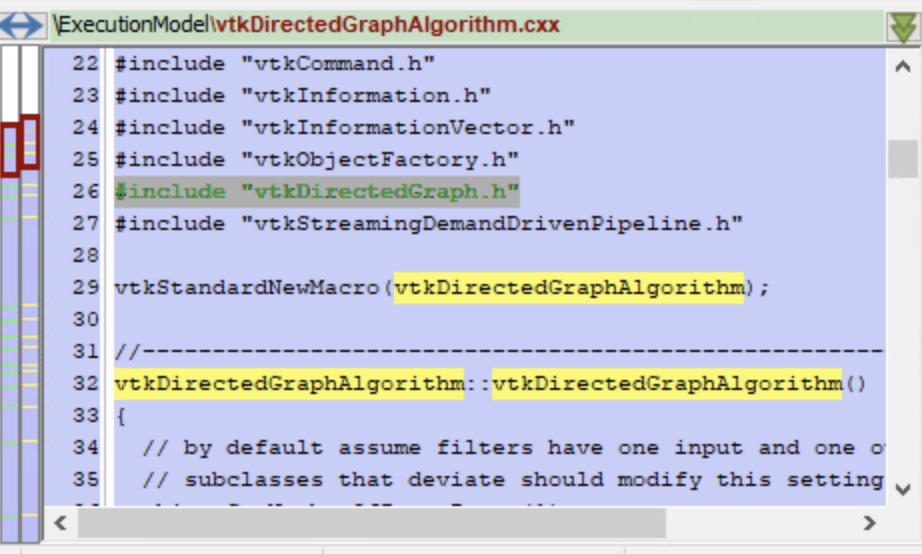 \ExecutionModel\vtkDirectedGraphAlgorithm.cxx
22 #include "vtkCommand.h"
23 #include "vtkInformation.h"
24 #include "vtkInformationVector.h"
25 #include "vtkObjectFactory.h"
26 #include "vtkDirectedGraph.h"
27 #include "vtkStreamingDemandDrivenPipeline.h"
28
29 vtkStandardNewMacro(vtkDirectedGraphAlgorithm);
30
31 //------------------------------------------------------
32 vtkDirectedGraphAlgorithm::vtkDirectedGraphAlgorithm()
33 {
34   // by default assume filters have one input and one
35   // subclasses that deviate should modify this setting